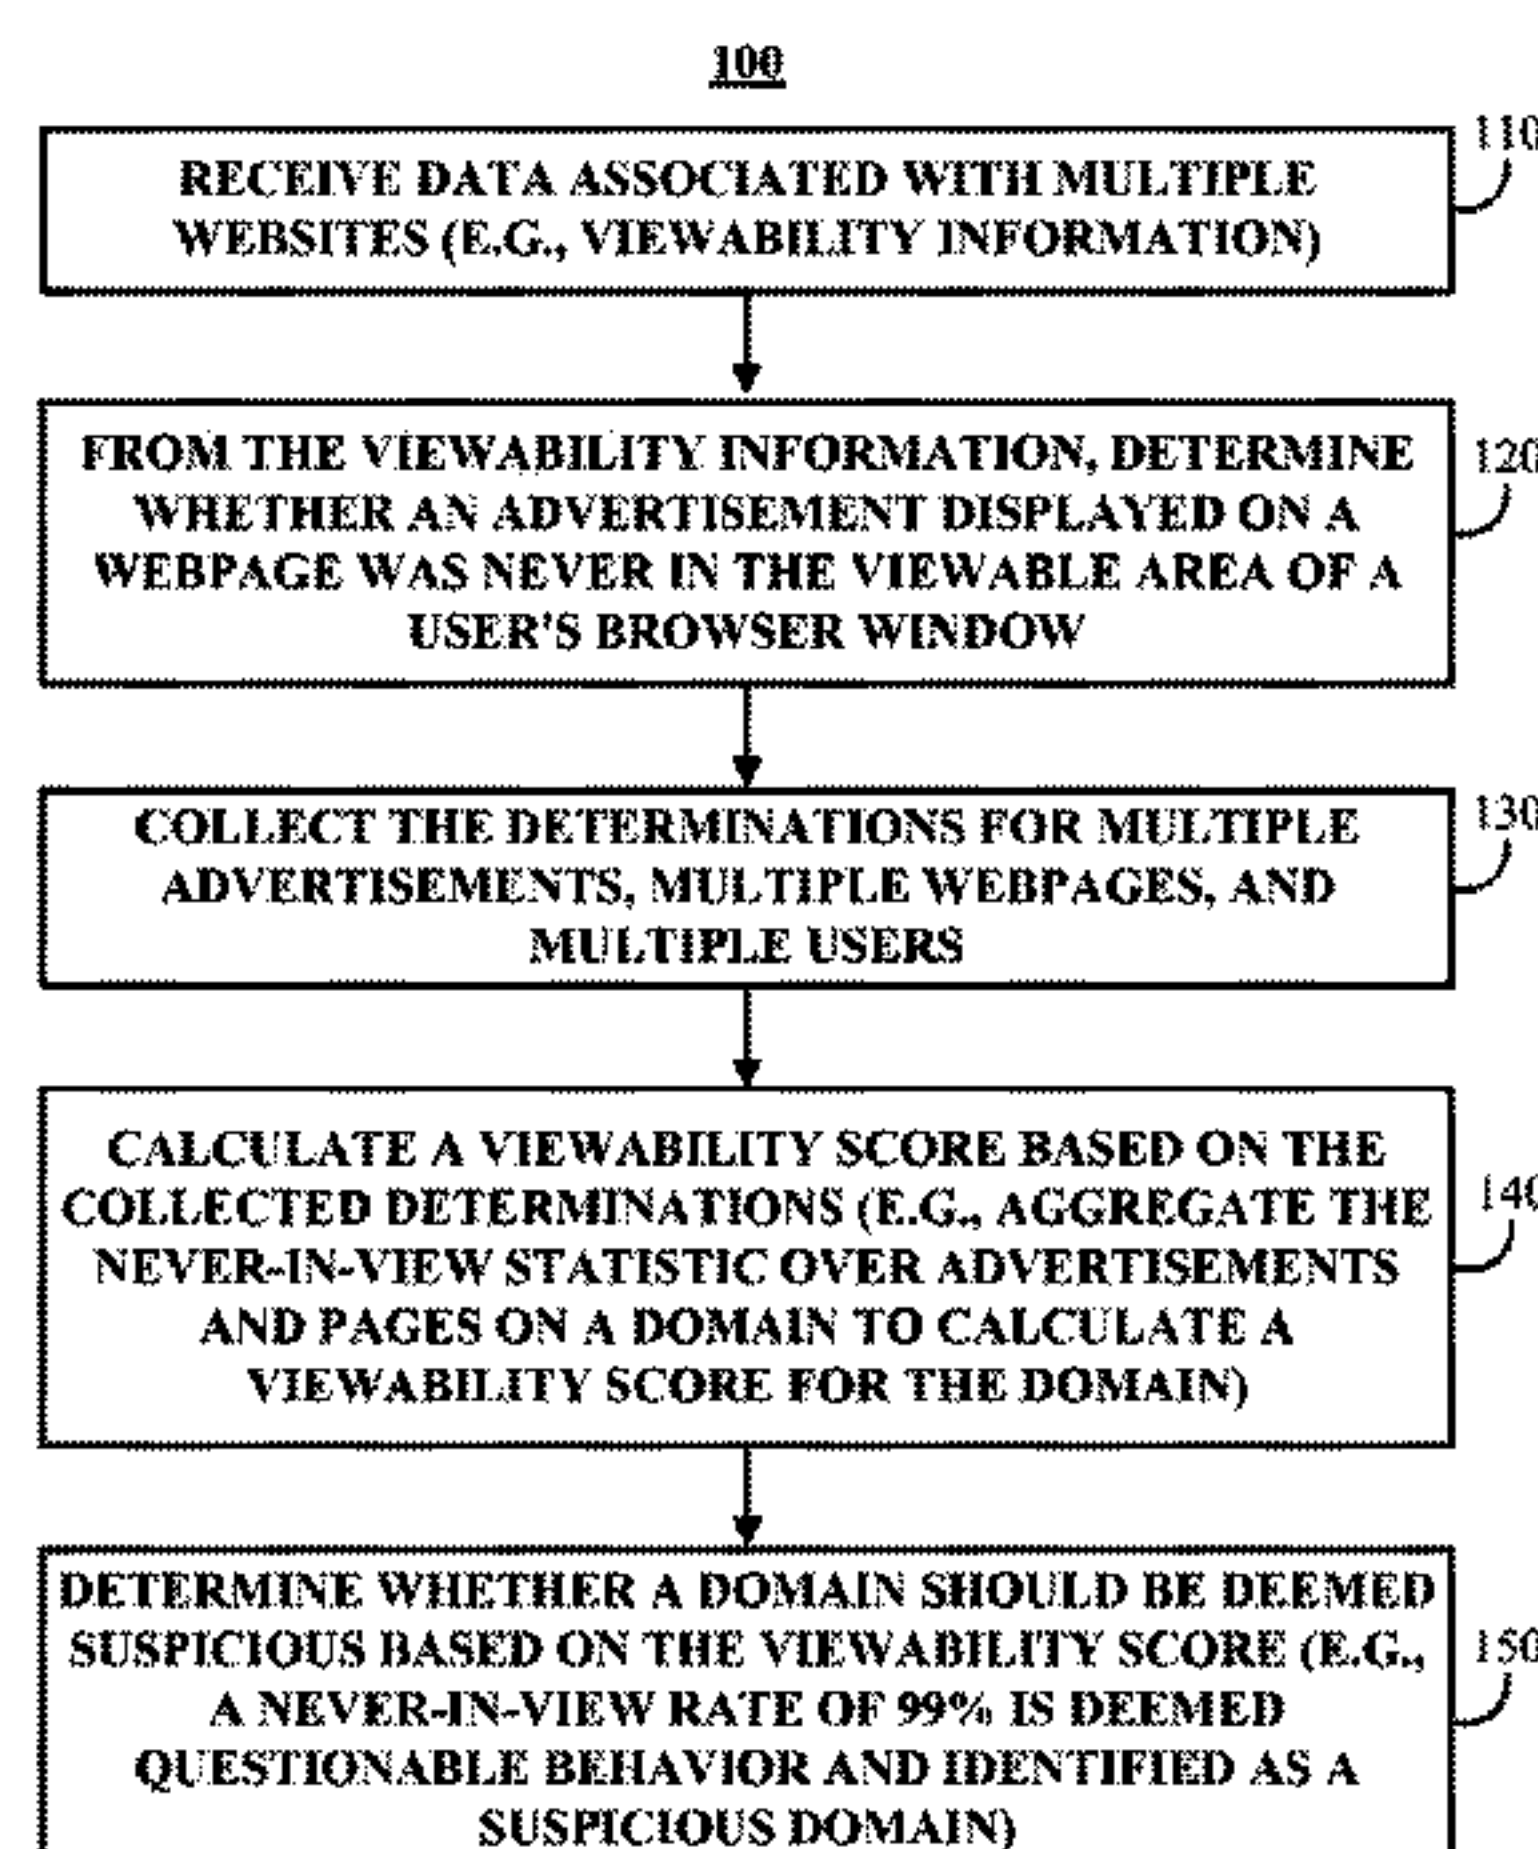 100
RECEIVE DATA ASSOCIATED WITH MULTIPLE
WEBSITES (E.G., VIEWABILITY INFORMATION)
110
FROM THE VIEWABILITY INFORMATION, DETERMINE
WHETHER AN ADVERTISEMENT DISPLAYED ON A
WEBPAGE WAS NEVER IN THE VIEWABLE AREA OF A
USER'S BROWSER WINDOW
120
COLLECT THE DETERMINATIONS FOR MULTIPLE
ADVERTISEMENTS, MULTIPLE WEBPAGES, AND
MULTIPLE USERS
130
CALCULATE A VIEWABILITY SCORE BASED ON THE
COLLECTED DETERMINATIONS (E.G., AGGREGATE THE
NEVER-IN-VIEW STATISTIC OVER ADVERTISEMENTS
AND PAGES ON A DOMAIN TO CALCULATE A
VIEWABILITY SCORE FOR THE DOMAIN)
140
DETERMINE WHETHER A DOMAIN SHOULD BE DEEMED
SUSPICIOUS BASED ON THE VIEWABILITY SCORE (E.G.,
A NEVER-IN-VIEW RATE OF 99% IS DEEMED
QUESTIONABLE BEHAVIOR AND IDENTIFIED AS A
SUSPICIOUS DOMAIN)
150